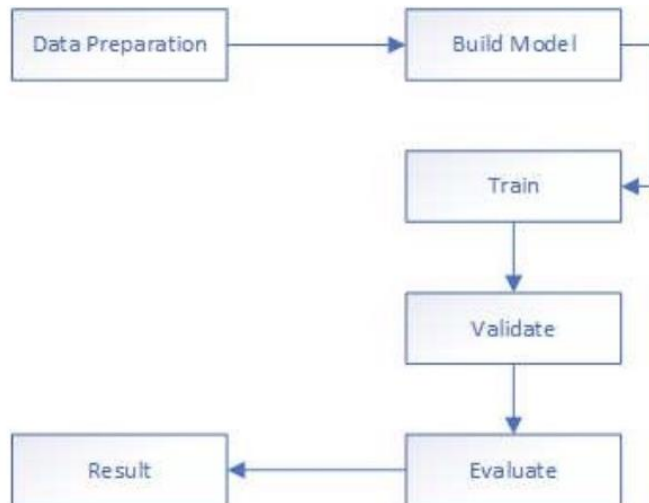 Data Preparation
Build Model
Train
Validate
Evaluate
Result